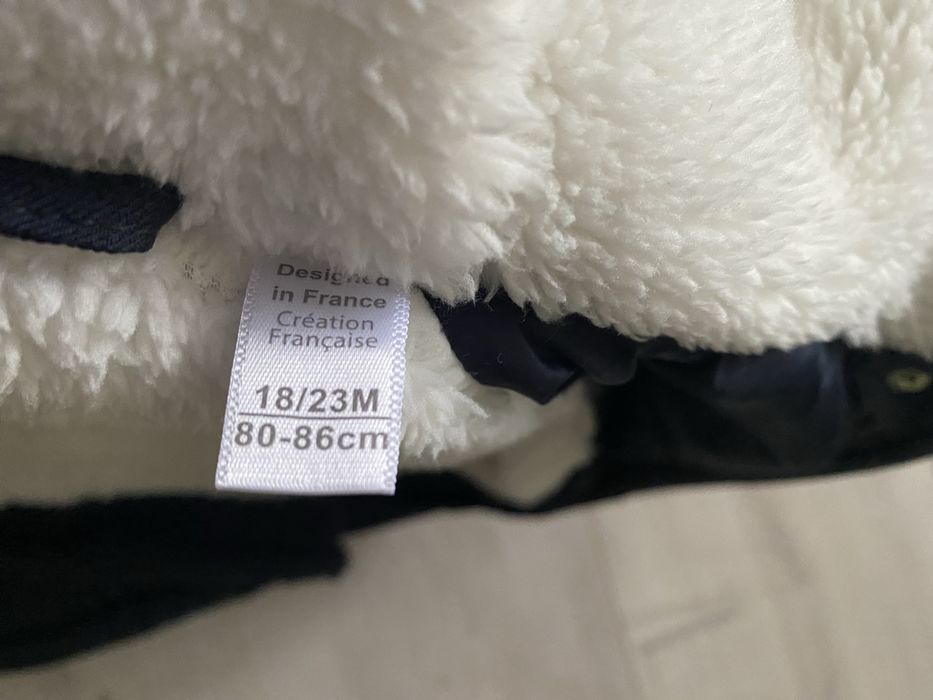 Designed
in France
Création
Française
18/23M
80-86cm